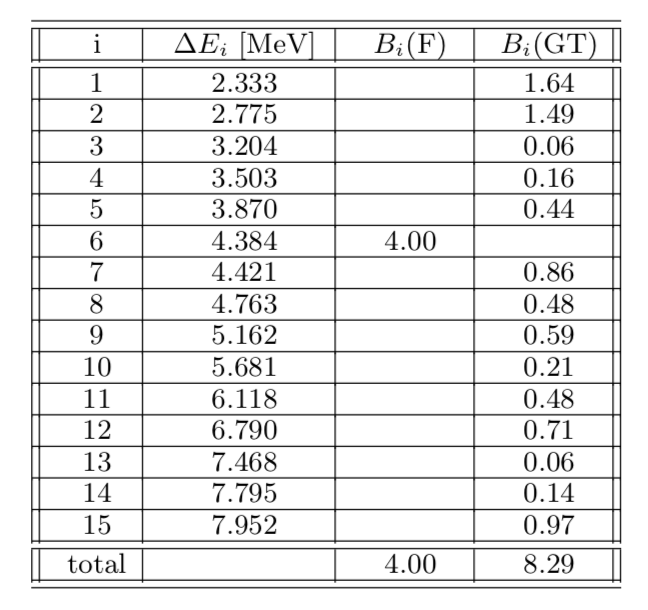 i ΔE_i [MeV] B_i(F) B_i(GT)
1 2.333 1.64
2 2.775 1.49
3 3.204 0.06
4 3.503 0.16
5 3.870 0.44
6 4.384 4.00
7 4.421 0.86
8 4.763 0.48
9 5.162 0.59
10 5.681 0.21
11 6.118 0.48
12 6.790 0.71
13 7.468 0.06
14 7.795 0.14
15 7.952 0.97
total 4.00 8.29